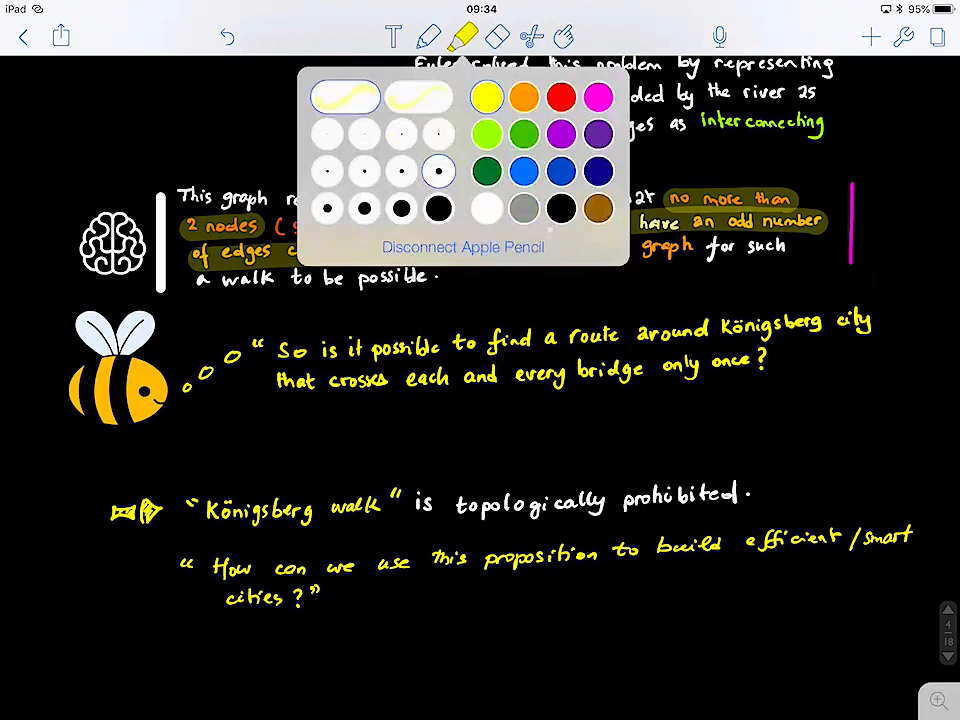 iPad 09:34 95%
T
Euler solved this problem by representing
ded by the river as
ges as interconnecting
This graph re at no more than
2 nodes ( have an odd number
of edges graph for such
a walk to be possible.
Disconnect Apple Pencil
" So is it possible to find a route around Königsberg city
that crosses each and every bridge only once?
"Königsberg walk" is topologically prohibited.
" How can we use this proposition to build efficient/smart
cities?"
4
18